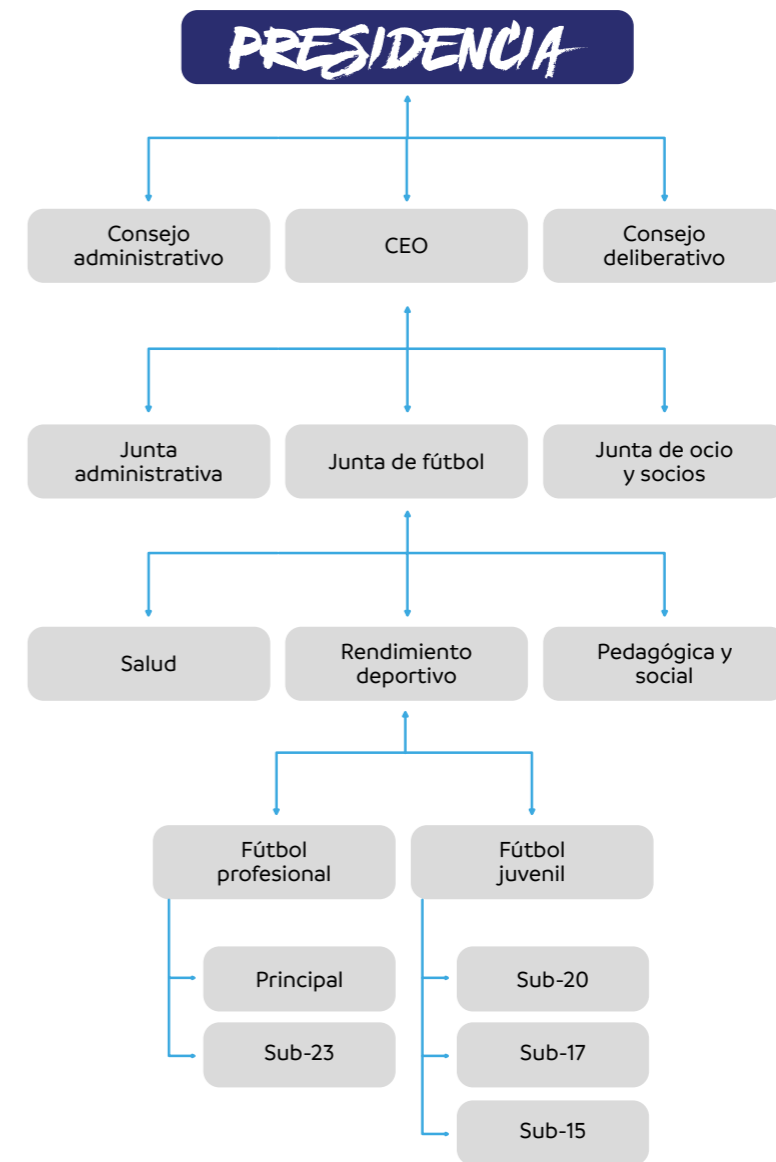 PRESIDENCIA
Consejo
administrativo
CEO
Consejo
deliberativo
Junta
administrativa
Junta de fútbol
Junta de ocio
y socios
Salud
Rendimiento
deportivo
Pedagógica y
social
Fútbol
profesional
Fútbol
juvenil
Principal
Sub-20
Sub-23
Sub-17
Sub-15